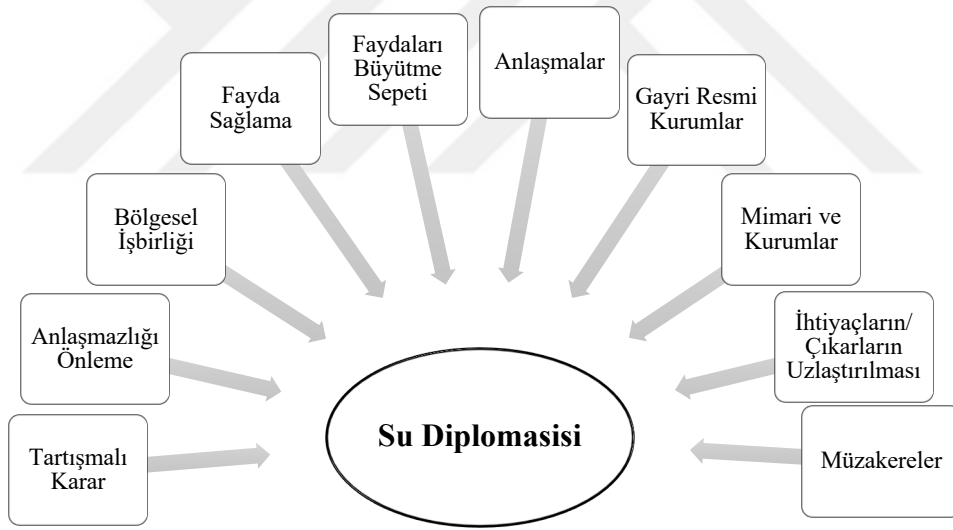 Faydaları
Büyütme
Sepeti
Anlaşmalar
Fayda
Sağlama
Gayri Resmi
Kurumlar
Bölgesel
İşbirliği
Mimari ve
Kurumlar
Anlaşmazlığı
Önleme
İhtiyaçların/
Çıkarların
Uzlaştırılması
Su Diplomasisi
Tartışmalı
Karar
Müzakereler